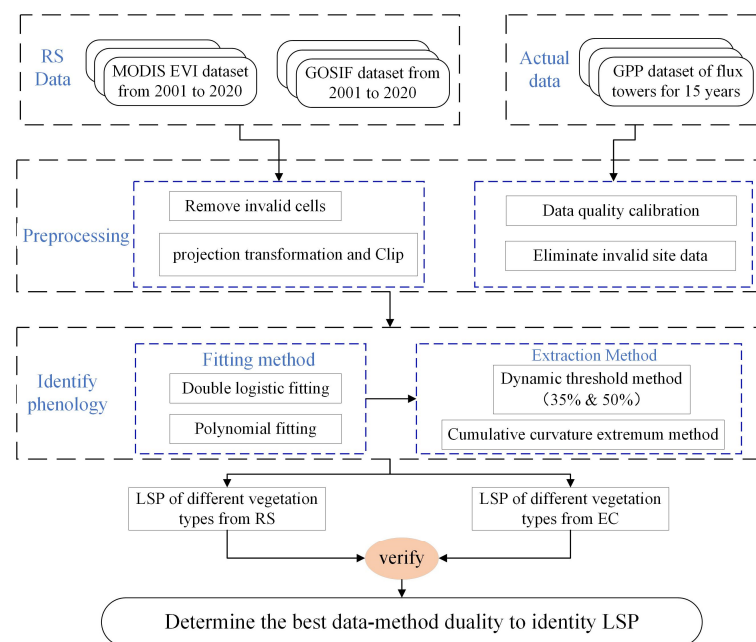 RS
Data
MODIS EVI dataset
from 2001 to 2020
GOSIF dataset from
2001 to 2020
Actual
data
GPP dataset of flux
towers for 15 years
Preprocessing
Remove invalid cells
projection transformation and Clip
Data quality calibration
Eliminate invalid site data
Identify
phenology
Fitting method
Double logistic fitting
Polynomial fitting
Extraction Method
Dynamic threshold method
（35% & 50%）
Cumulative curvature extremum method
LSP of different vegetation
types from RS
LSP of different vegetation
types from EC
verify
Determine the best data-method duality to identity LSP